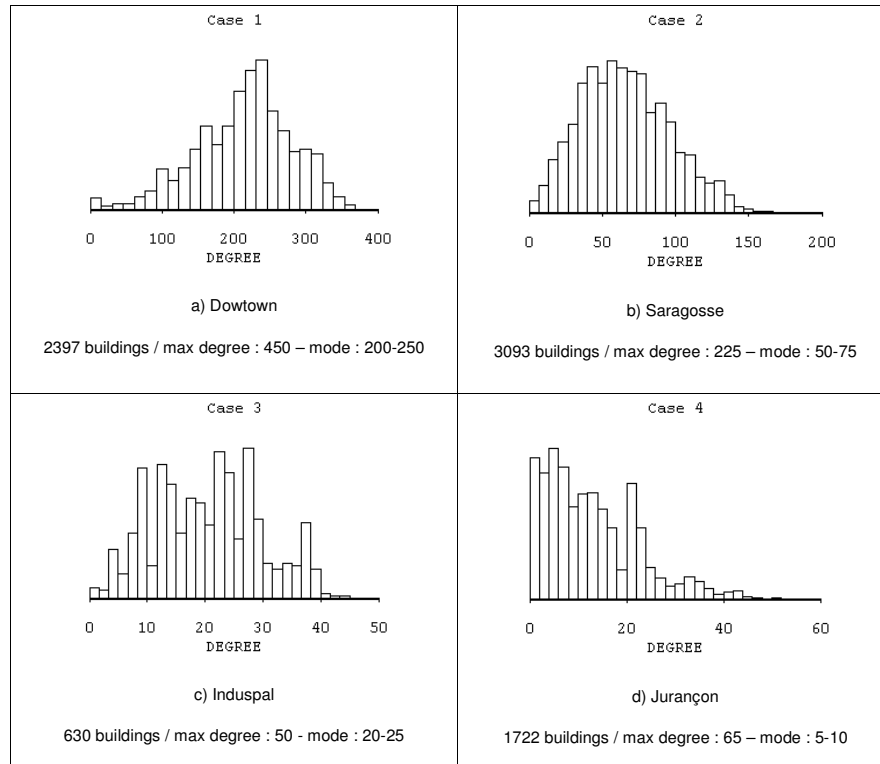 Case 1
0 100 200 300 400
DEGREE
a) Dowtown
2397 buildings / max degree : 450 – mode : 200-250
Case 2
0 50 100 150 200
DEGREE
b) Saragosse
3093 buildings / max degree : 225 – mode : 50-75
Case 3
0 10 20 30 40 50
DEGREE
c) Induspal
630 buildings / max degree : 50 - mode : 20-25
Case 4
0 20 40 60
DEGREE
d) Jurançon
1722 buildings / max degree : 65 – mode : 5-10